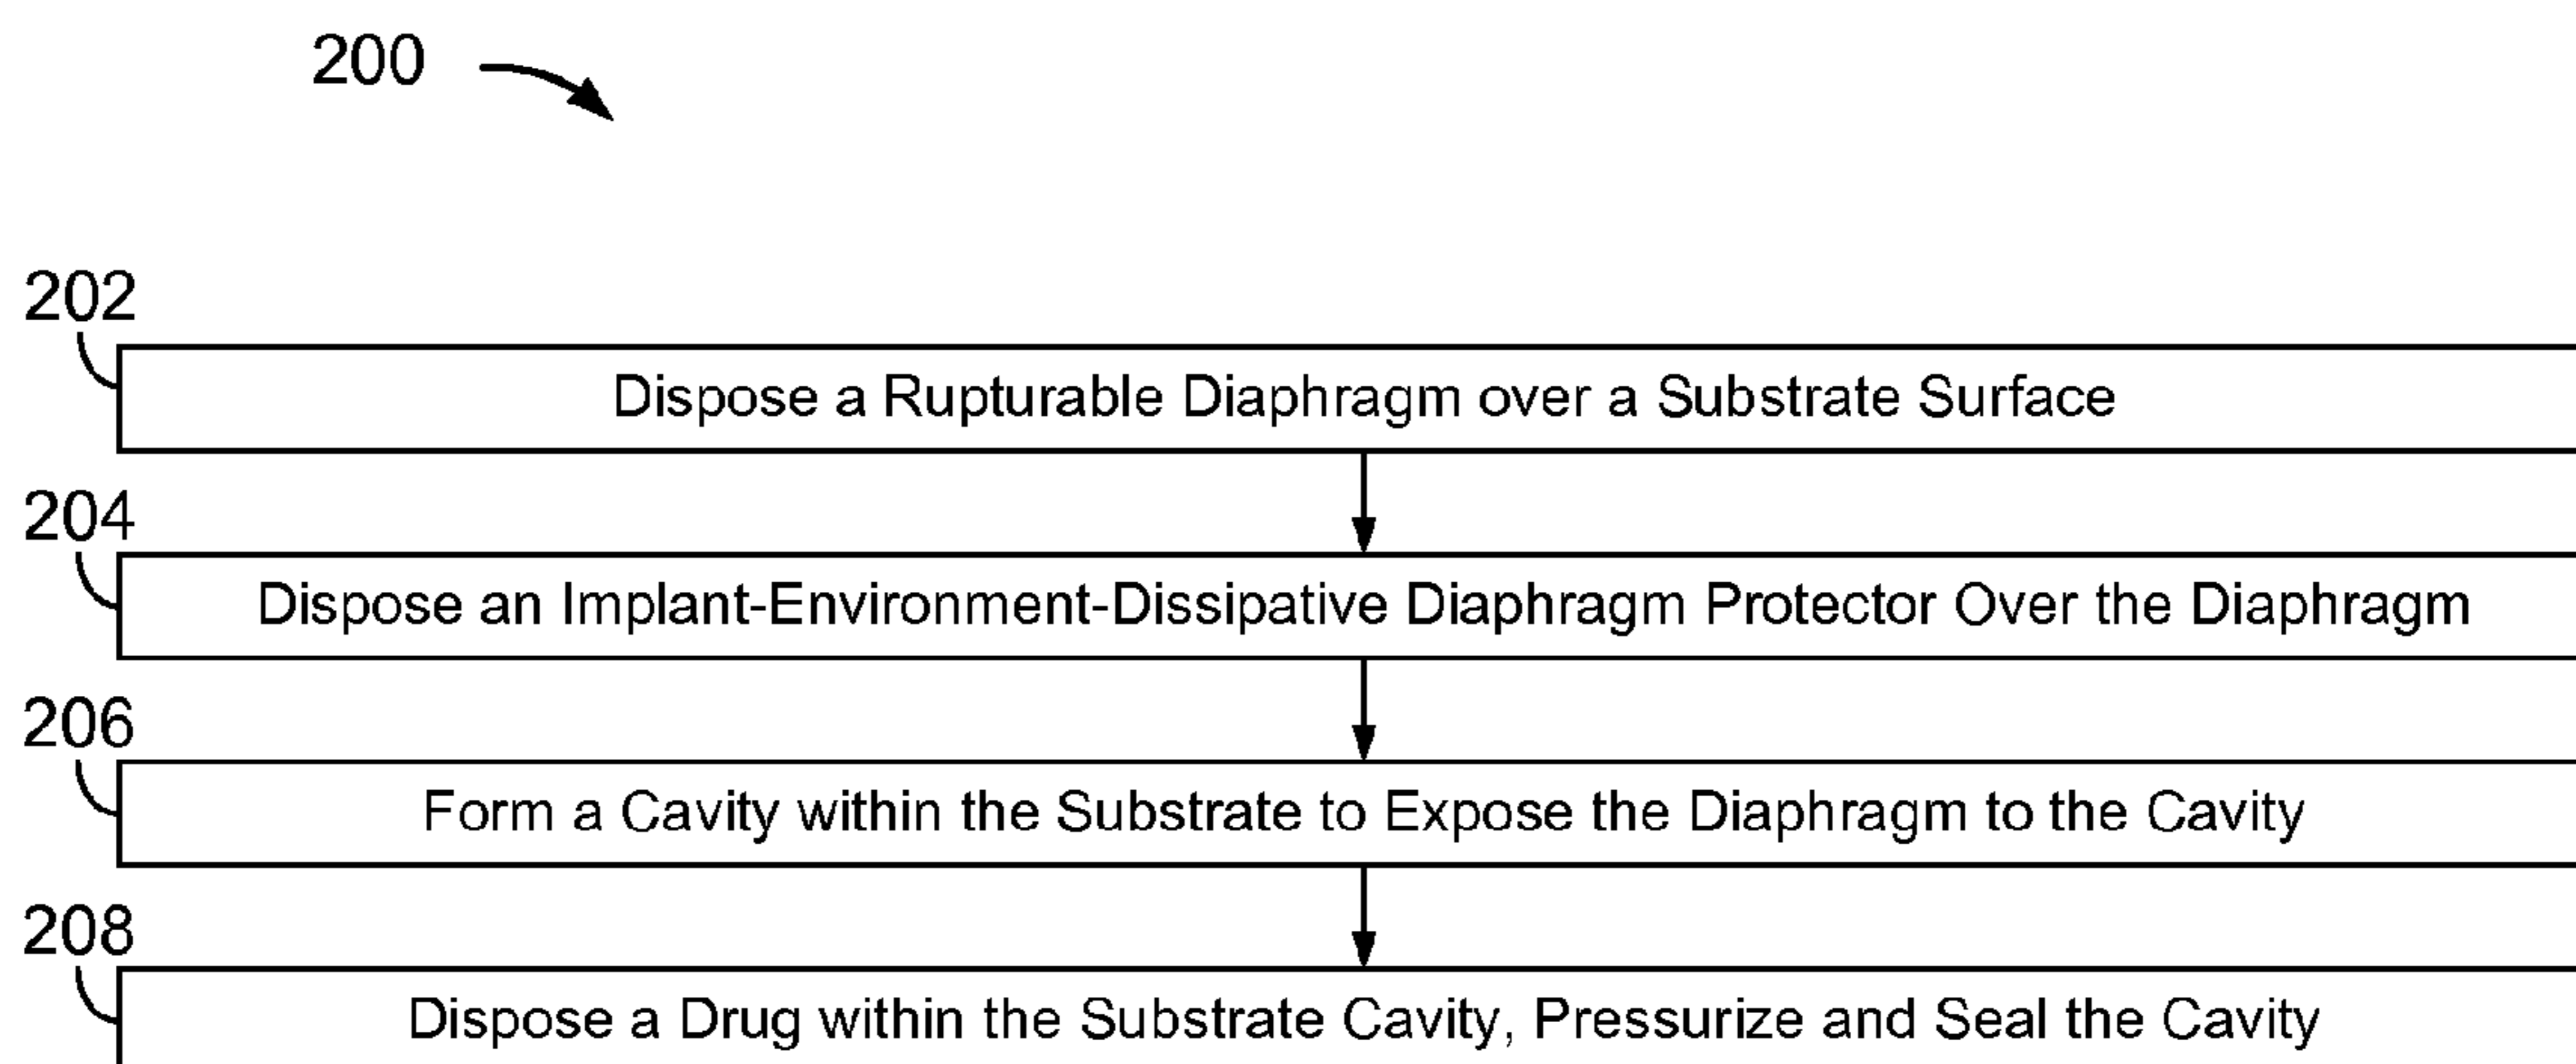 200
202
Dispose a Rupturable Diaphragm over a Substrate Surface
204
Dispose an Implant-Environment-Dissipative Diaphragm Protector Over the Diaphragm
206
Form a Cavity within the Substrate to Expose the Diaphragm to the Cavity
208
Dispose a Drug within the Substrate Cavity, Pressurize and Seal the Cavity